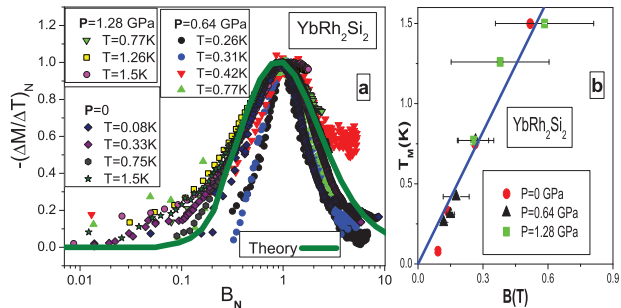 P=1.28 GPa
T=0.77K
T=1.26K
T=1.5K
P=0.64 GPa
T=0.26K
T=0.31K
T=0.42K
T=0.77K
YbRh2Si2
a
P=0
T=0.08K
T=0.33K
T=0.75K
T=1.5K
Theory
-(ΔM/ΔT)N
1.0
0.8
0.6
0.4
0.2
0.0
0.01
0.1
1
10
BN
b
YbRh2Si2
P=0 GPa
P=0.64 GPa
P=1.28 GPa
TM(K)
1.5
1.0
0.5
0.0
0.0
0.3
0.6
0.9
B(T)